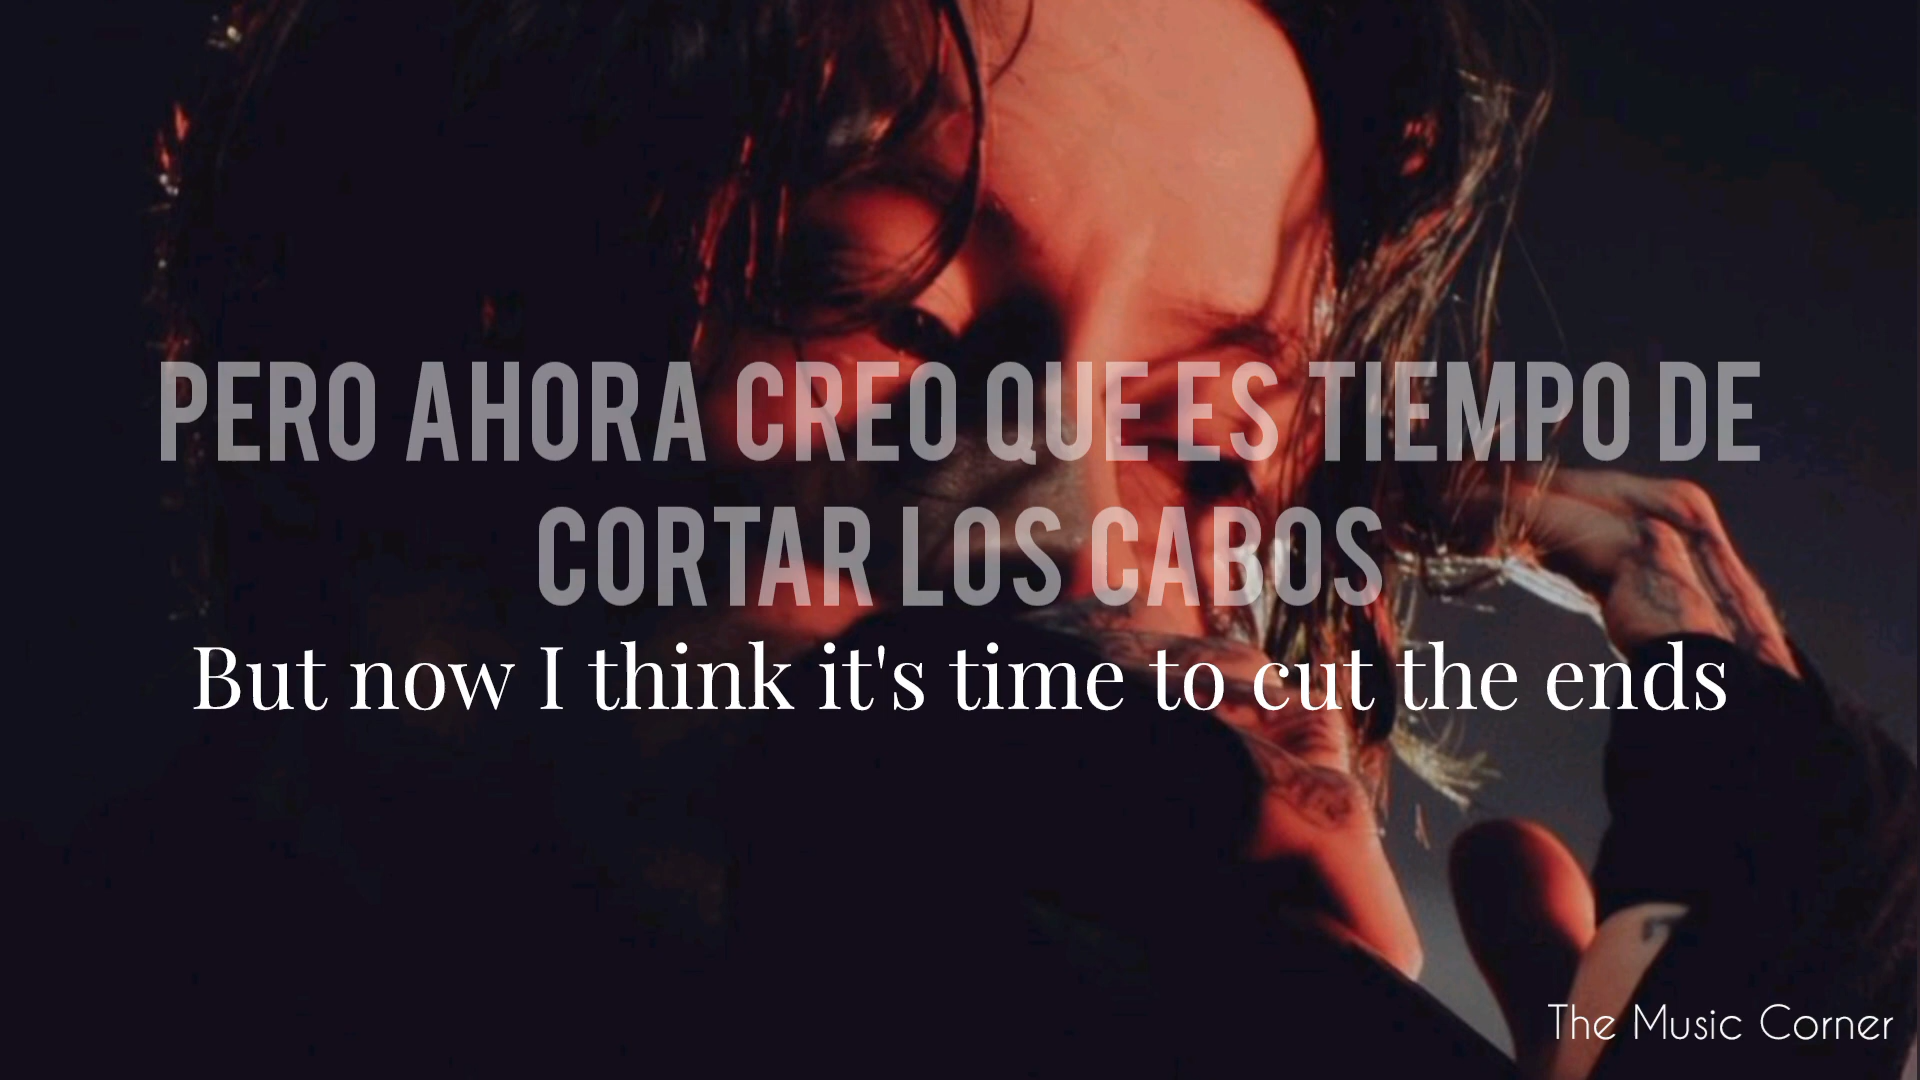 PERO AHORA CREO QUE ES TIEMPO DE
CORTAR LOS CABOS
But now I think it's time to cut the ends
The Music Corner